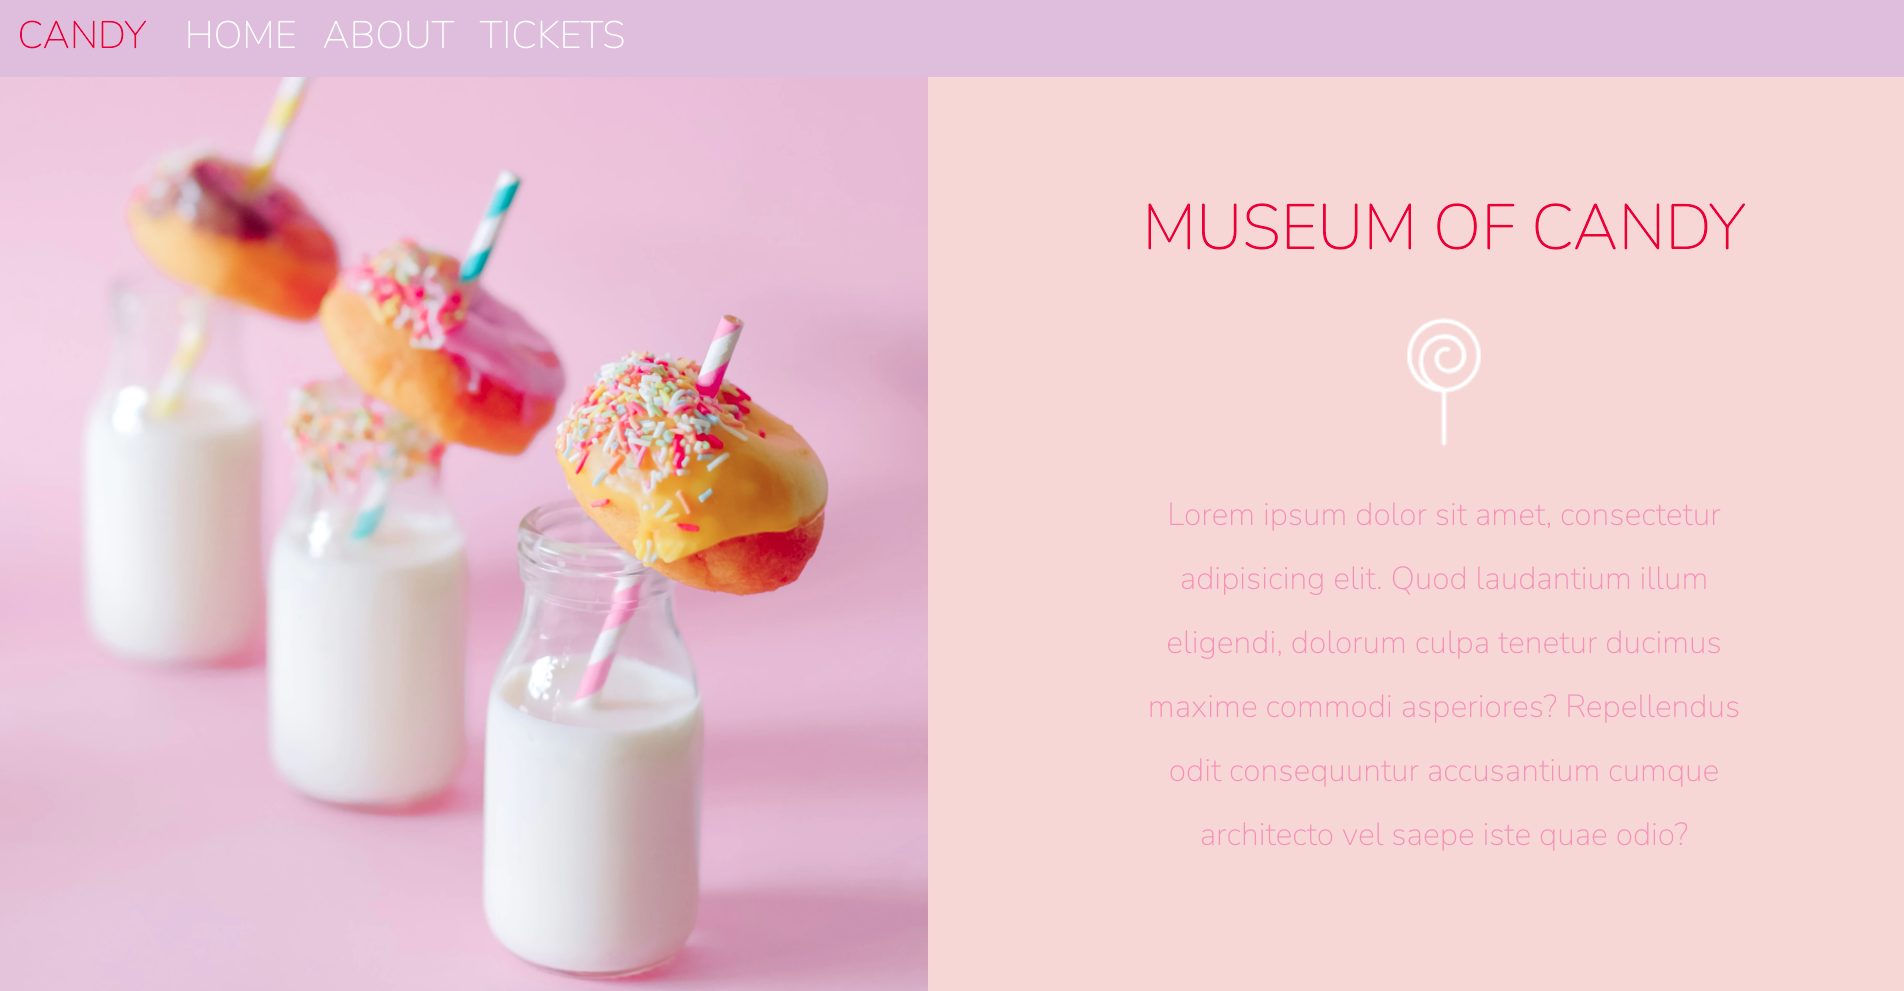 CANDY HOME ABOUT TICKETS
MUSEUM OF CANDY
Lorem ipsum dolor sit amet, consectetur
adipisicing elit. Quod laudantium illum
eligendi, dolorum culpa tenetur ducimus
maxime commodi asperiores? Repellendus
odit consequuntur accusantium cumque
architecto vel saepe iste quae odio?